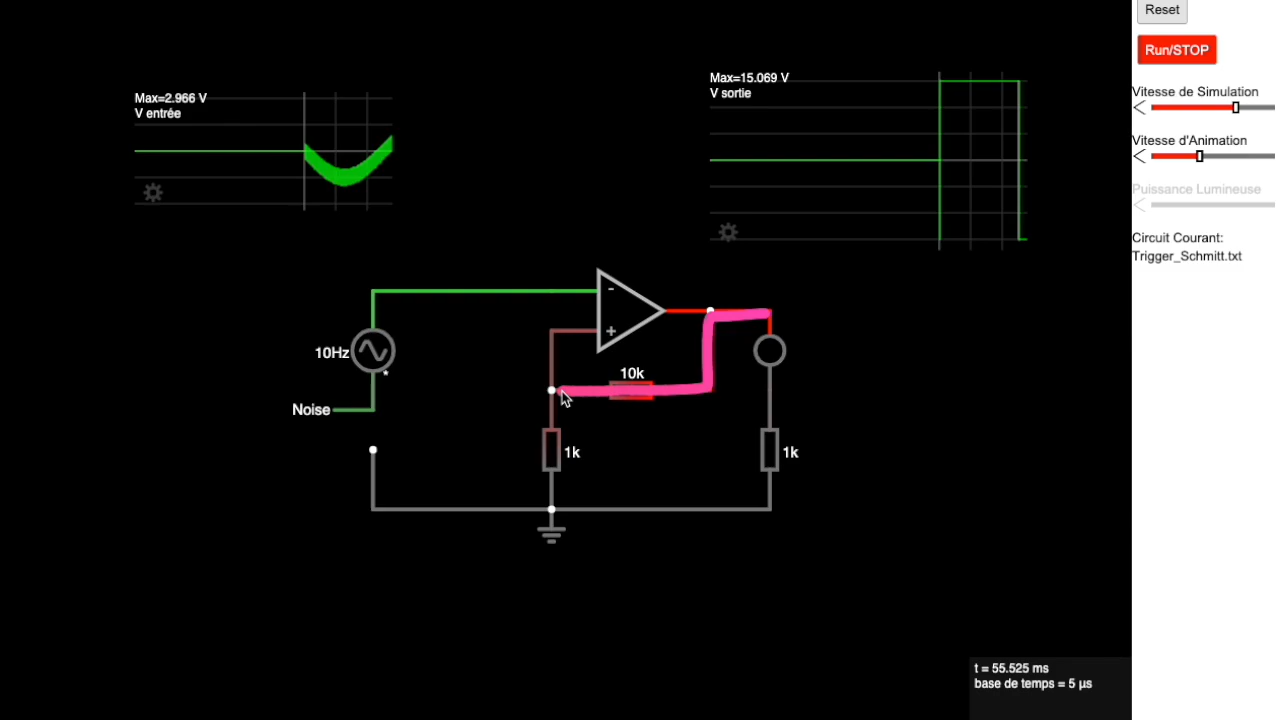 Reset
Run/STOP
Vitesse de Simulation
Vitesse d'Animation
Puissance Lumineuse
Circuit Courant:
Trigger_Schmitt.txt
Max=2.966 V
V entrée
Max=15.069 V
V sortie
-
+
10Hz
Noise
10k
1k
1k
t = 55.525 ms
base de temps = 5 µs